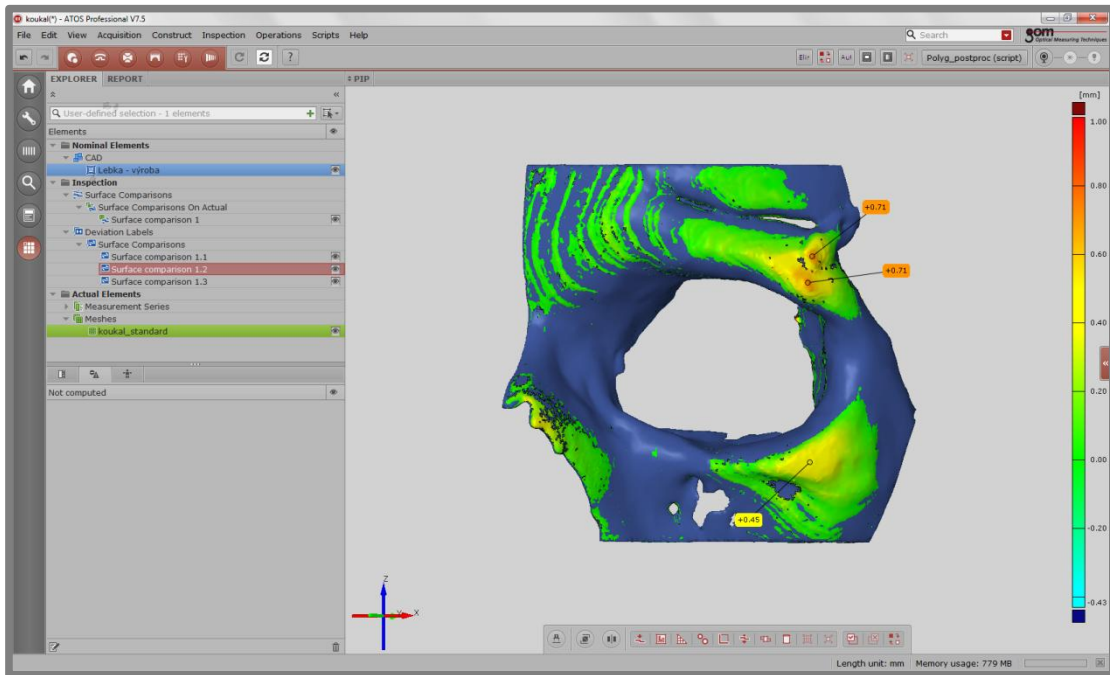 koukal(*) - ATOS Professional V7.5
File Edit View Acquisition Construct Inspection Operations Scripts Help
Search
gom
Optical Measuring Techniques
Polyg_postproc (script)
EXPLORER REPORT
PIP
User-defined selection - 1 elements
Elements
Nominal Elements
CAD
Lebka - výroba
Inspection
Surface Comparisons
Surface Comparisons On Actual
Surface comparison 1
Deviation Labels
Surface Comparisons
Surface comparison 1.1
Surface comparison 1.2
Surface comparison 1.3
Actual Elements
Measurement Series
Meshes
koukal_standard
Not computed
+0.71
+0.71
+0.45
[mm]
1.00
0.80
0.60
0.40
0.20
0.00
-0.20
-0.43
Z
Y X
Length unit: mm Memory usage: 779 MB